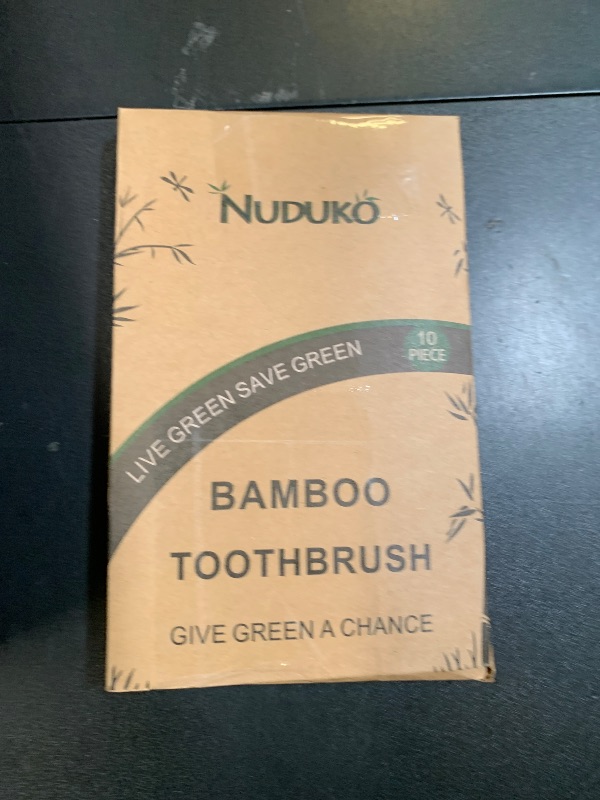 NUDUKO
LIVE GREEN SAVE GREEN
10
PIECE
BAMBOO
TOOTHBRUSH
GIVE GREEN A CHANCE